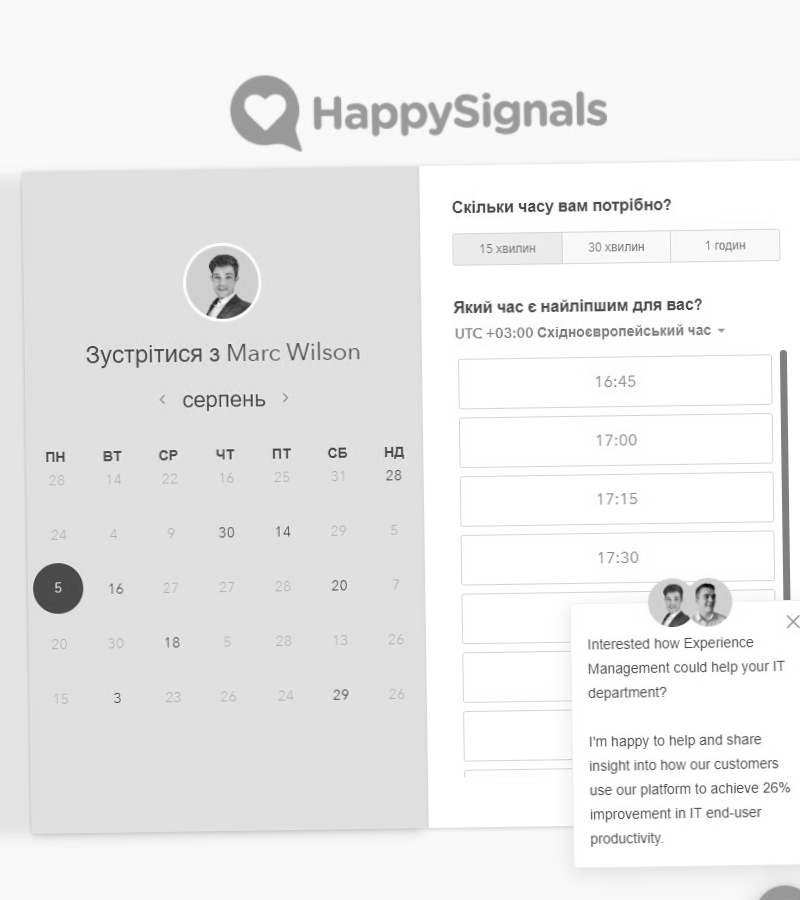 HappySignals
Зустрітися з Marc Wilson
серпень
ПН ВТ СР ЧТ ПТ СБ НД
28 14 22 16 25 31 28
24 4 9 30 14 29 5
5 16 27 27 28 20 7
20 30 18 5 28 13 26
15 3 23 26 24 29 26
Скільки часу вам потрібно?
15 хвилин 30 хвилин 1 годин
Який час є найліпшим для вас?
UTC +03:00 Східноєвропейський час
16:45
17:00
17:15
17:30
Interested how Experience
Management could help your IT
department?
I'm happy to help and share
insight into how our customers
use our platform to achieve 26%
improvement in IT end-user
productivity.